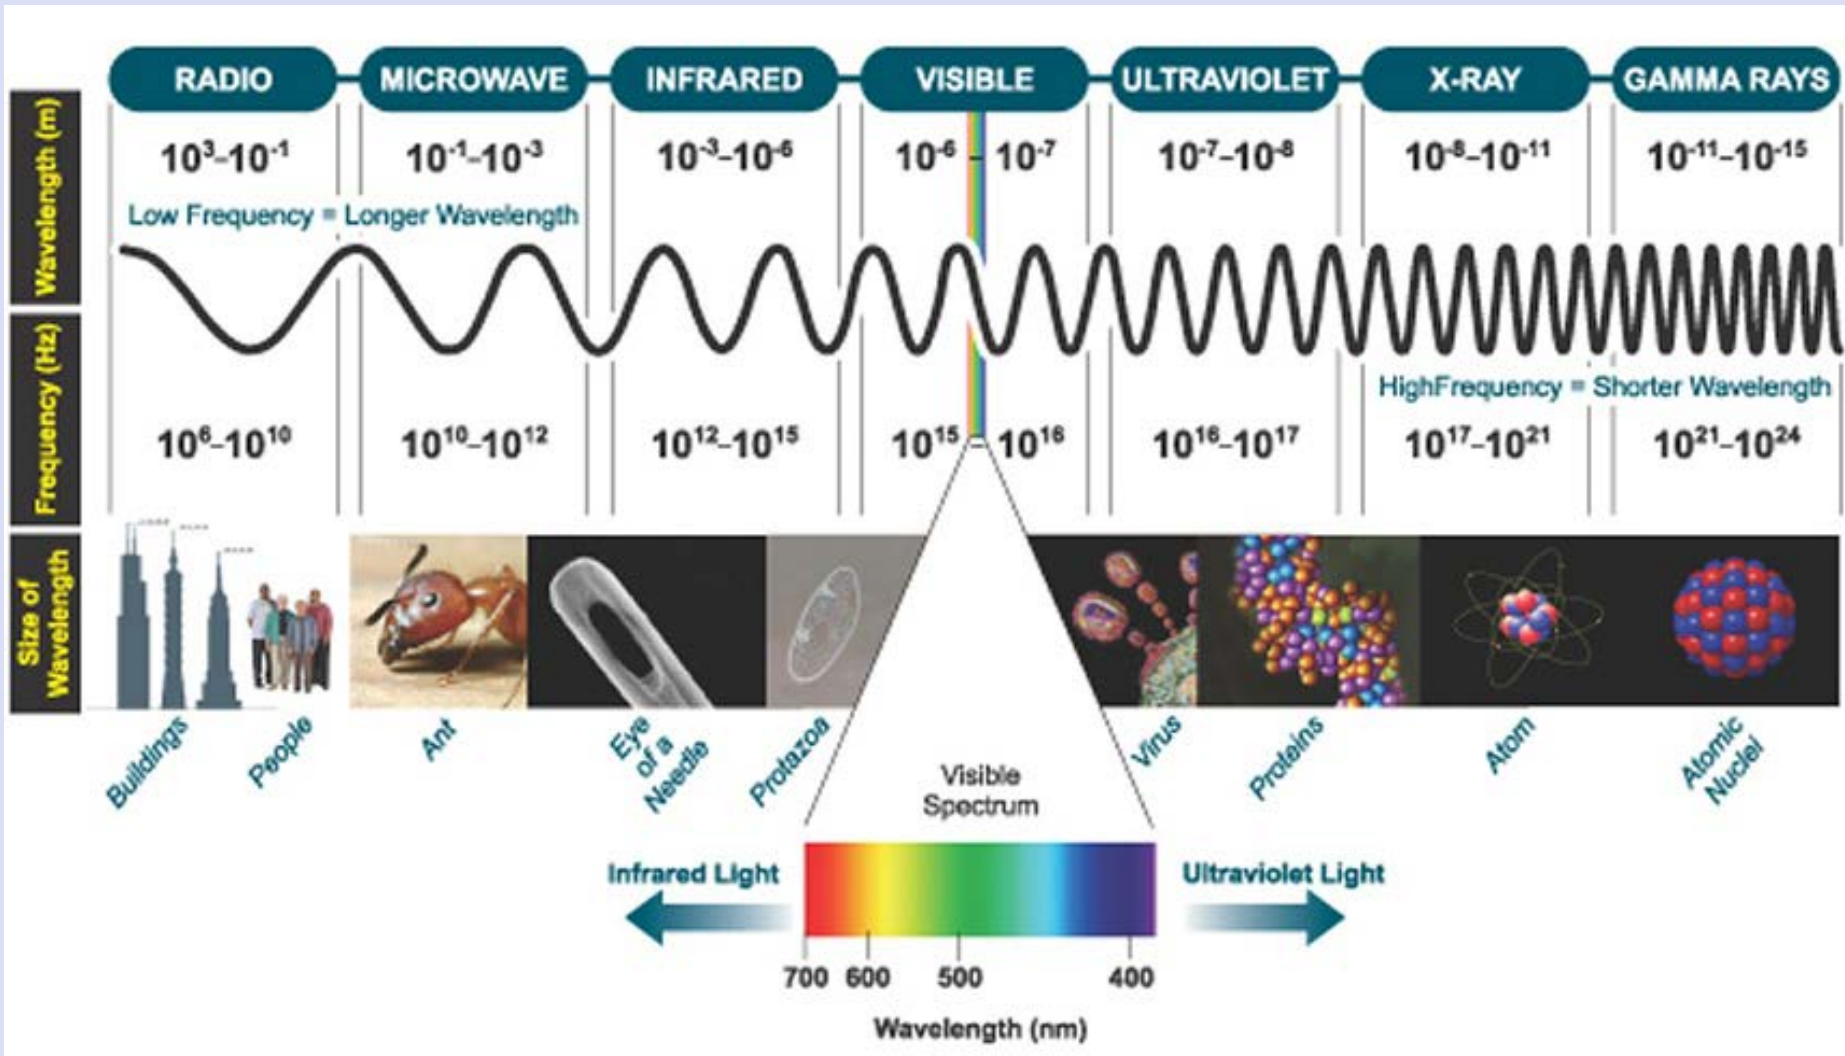 RADIO MICROWAVE INFRARED VISIBLE ULTRAVIOLET X-RAY GAMMA RAYS
Wavelength (m)
10³–10⁻¹ 10⁻¹–10⁻³ 10⁻³–10⁻⁶ 10⁻⁶ – 10⁻⁷ 10⁻⁷–10⁻⁸ 10⁻⁸–10⁻¹¹ 10⁻¹¹–10⁻¹⁵
Low Frequency = Longer Wavelength
HighFrequency = Shorter Wavelength
Frequency (Hz)
10⁶–10¹⁰ 10¹⁰–10¹² 10¹²–10¹⁵ 10¹⁵ – 10¹⁶ 10¹⁶–10¹⁷ 10¹⁷–10²¹ 10²¹–10²⁴
Size of
Wavelength
Buildings
People
Ant
Eye
of a
Needle
Protazoa
Virus
Proteins
Atom
Atomic
Nuclei
Visible
Spectrum
Infrared Light
Ultraviolet Light
700 600 500 400
Wavelength (nm)